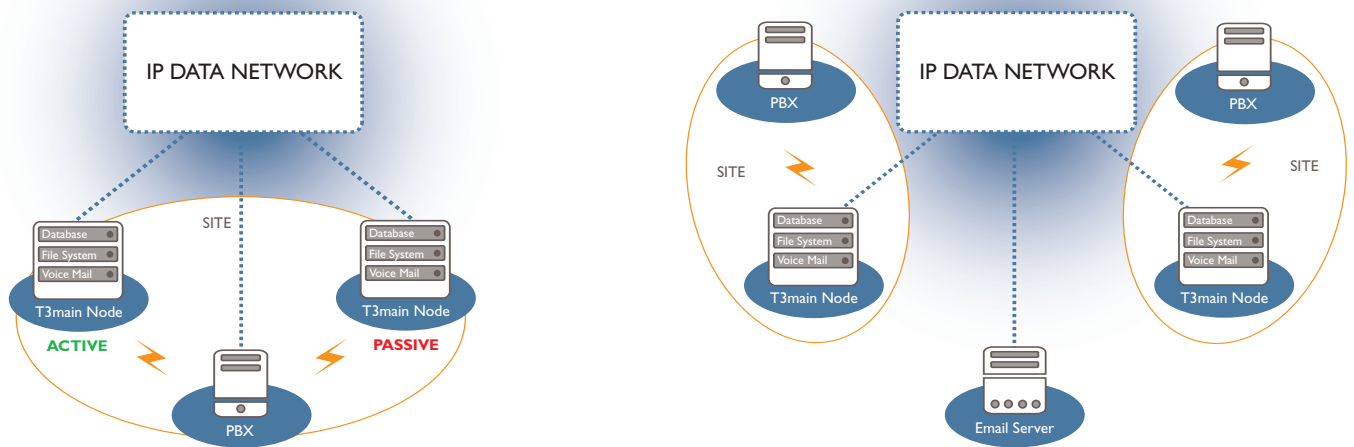 IP DATA NETWORK
SITE
Database
File System
Voice Mail
T3main Node
ACTIVE
Database
File System
Voice Mail
T3main Node
PASSIVE
PBX
IP DATA NETWORK
PBX
SITE
Database
File System
Voice Mail
T3main Node
PBX
SITE
Database
File System
Voice Mail
T3main Node
Email Server